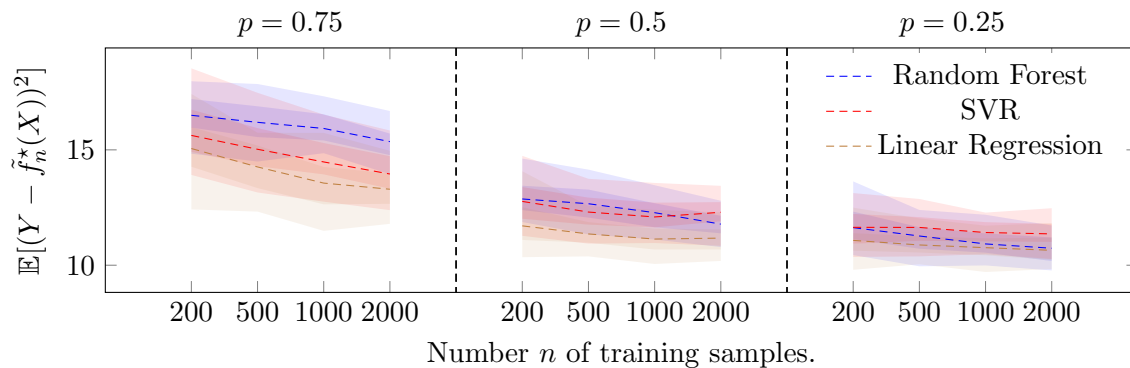 p = 0.75 p = 0.5 p = 0.25
𝔼[(Y − f̃ₙ⋆(X))²]
15
10
Random Forest
SVR
Linear Regression
200 500 1000 2000 200 500 1000 2000 200 500 1000 2000
Number n of training samples.